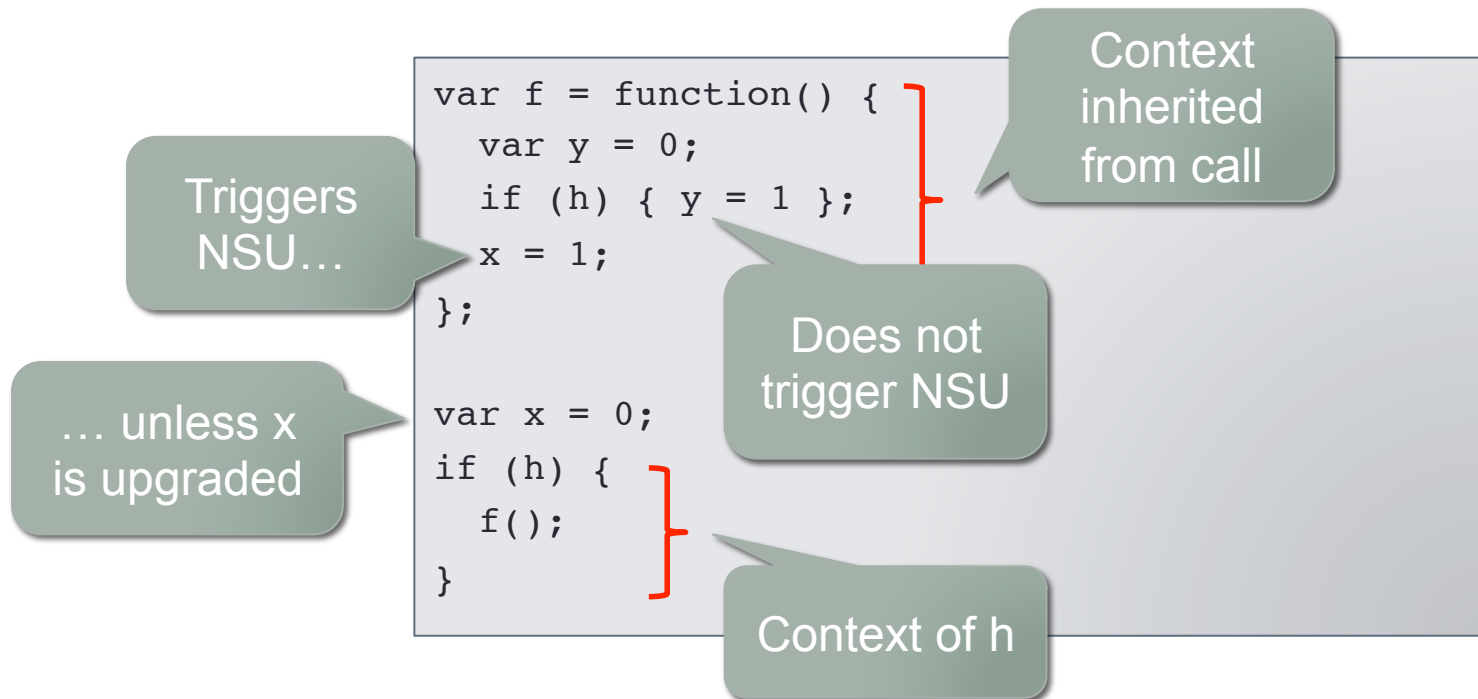 var f = function() {
var y = 0;
if (h) { y = 1 };
x = 1;
};
var x = 0;
if (h) {
f();
}
Context
inherited
from call
Triggers
NSU…
Does not
trigger NSU
… unless x
is upgraded
Context of h